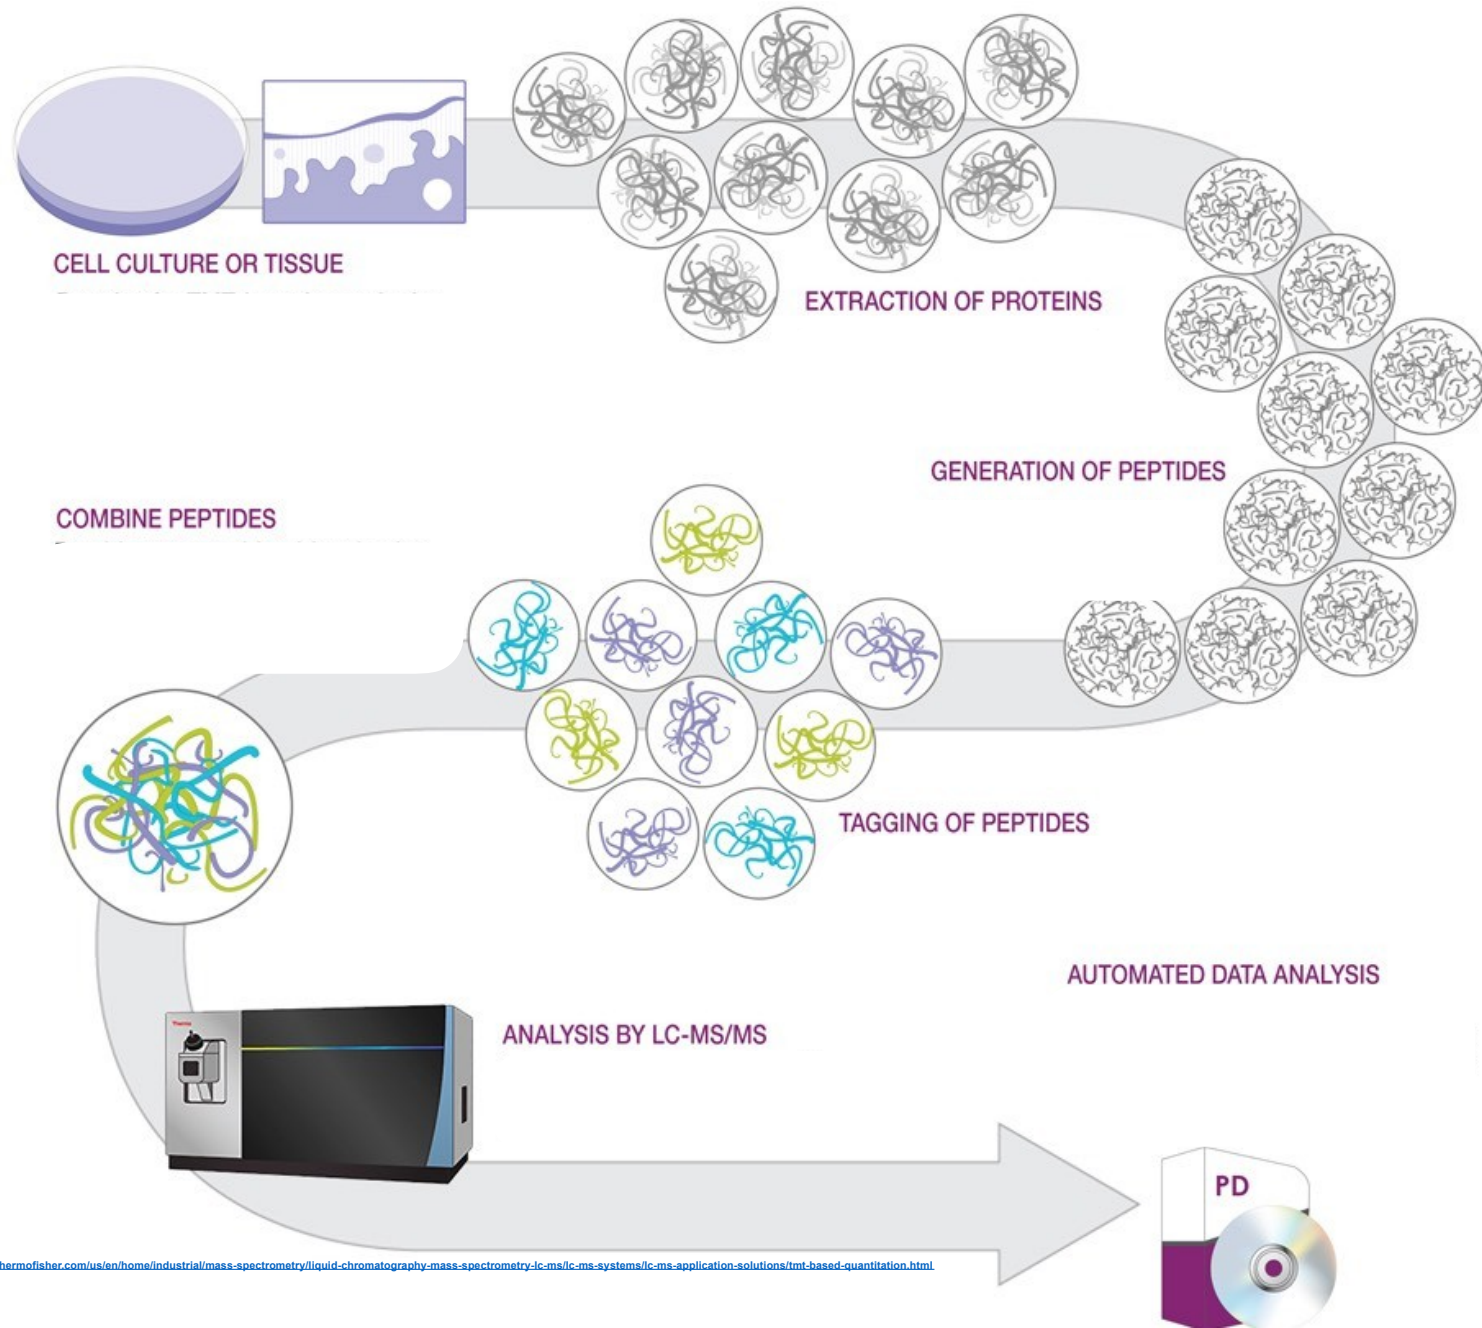 CELL CULTURE OR TISSUE
EXTRACTION OF PROTEINS
GENERATION OF PEPTIDES
COMBINE PEPTIDES
TAGGING OF PEPTIDES
AUTOMATED DATA ANALYSIS
ANALYSIS BY LC-MS/MS
Thermo
PD
hermofisher.com/us/en/home/industrial/mass-spectrometry/liquid-chromatography-mass-spectrometry-lc-ms/lc-ms-systems/lc-ms-application-solutions/tmt-based-quantitation.html